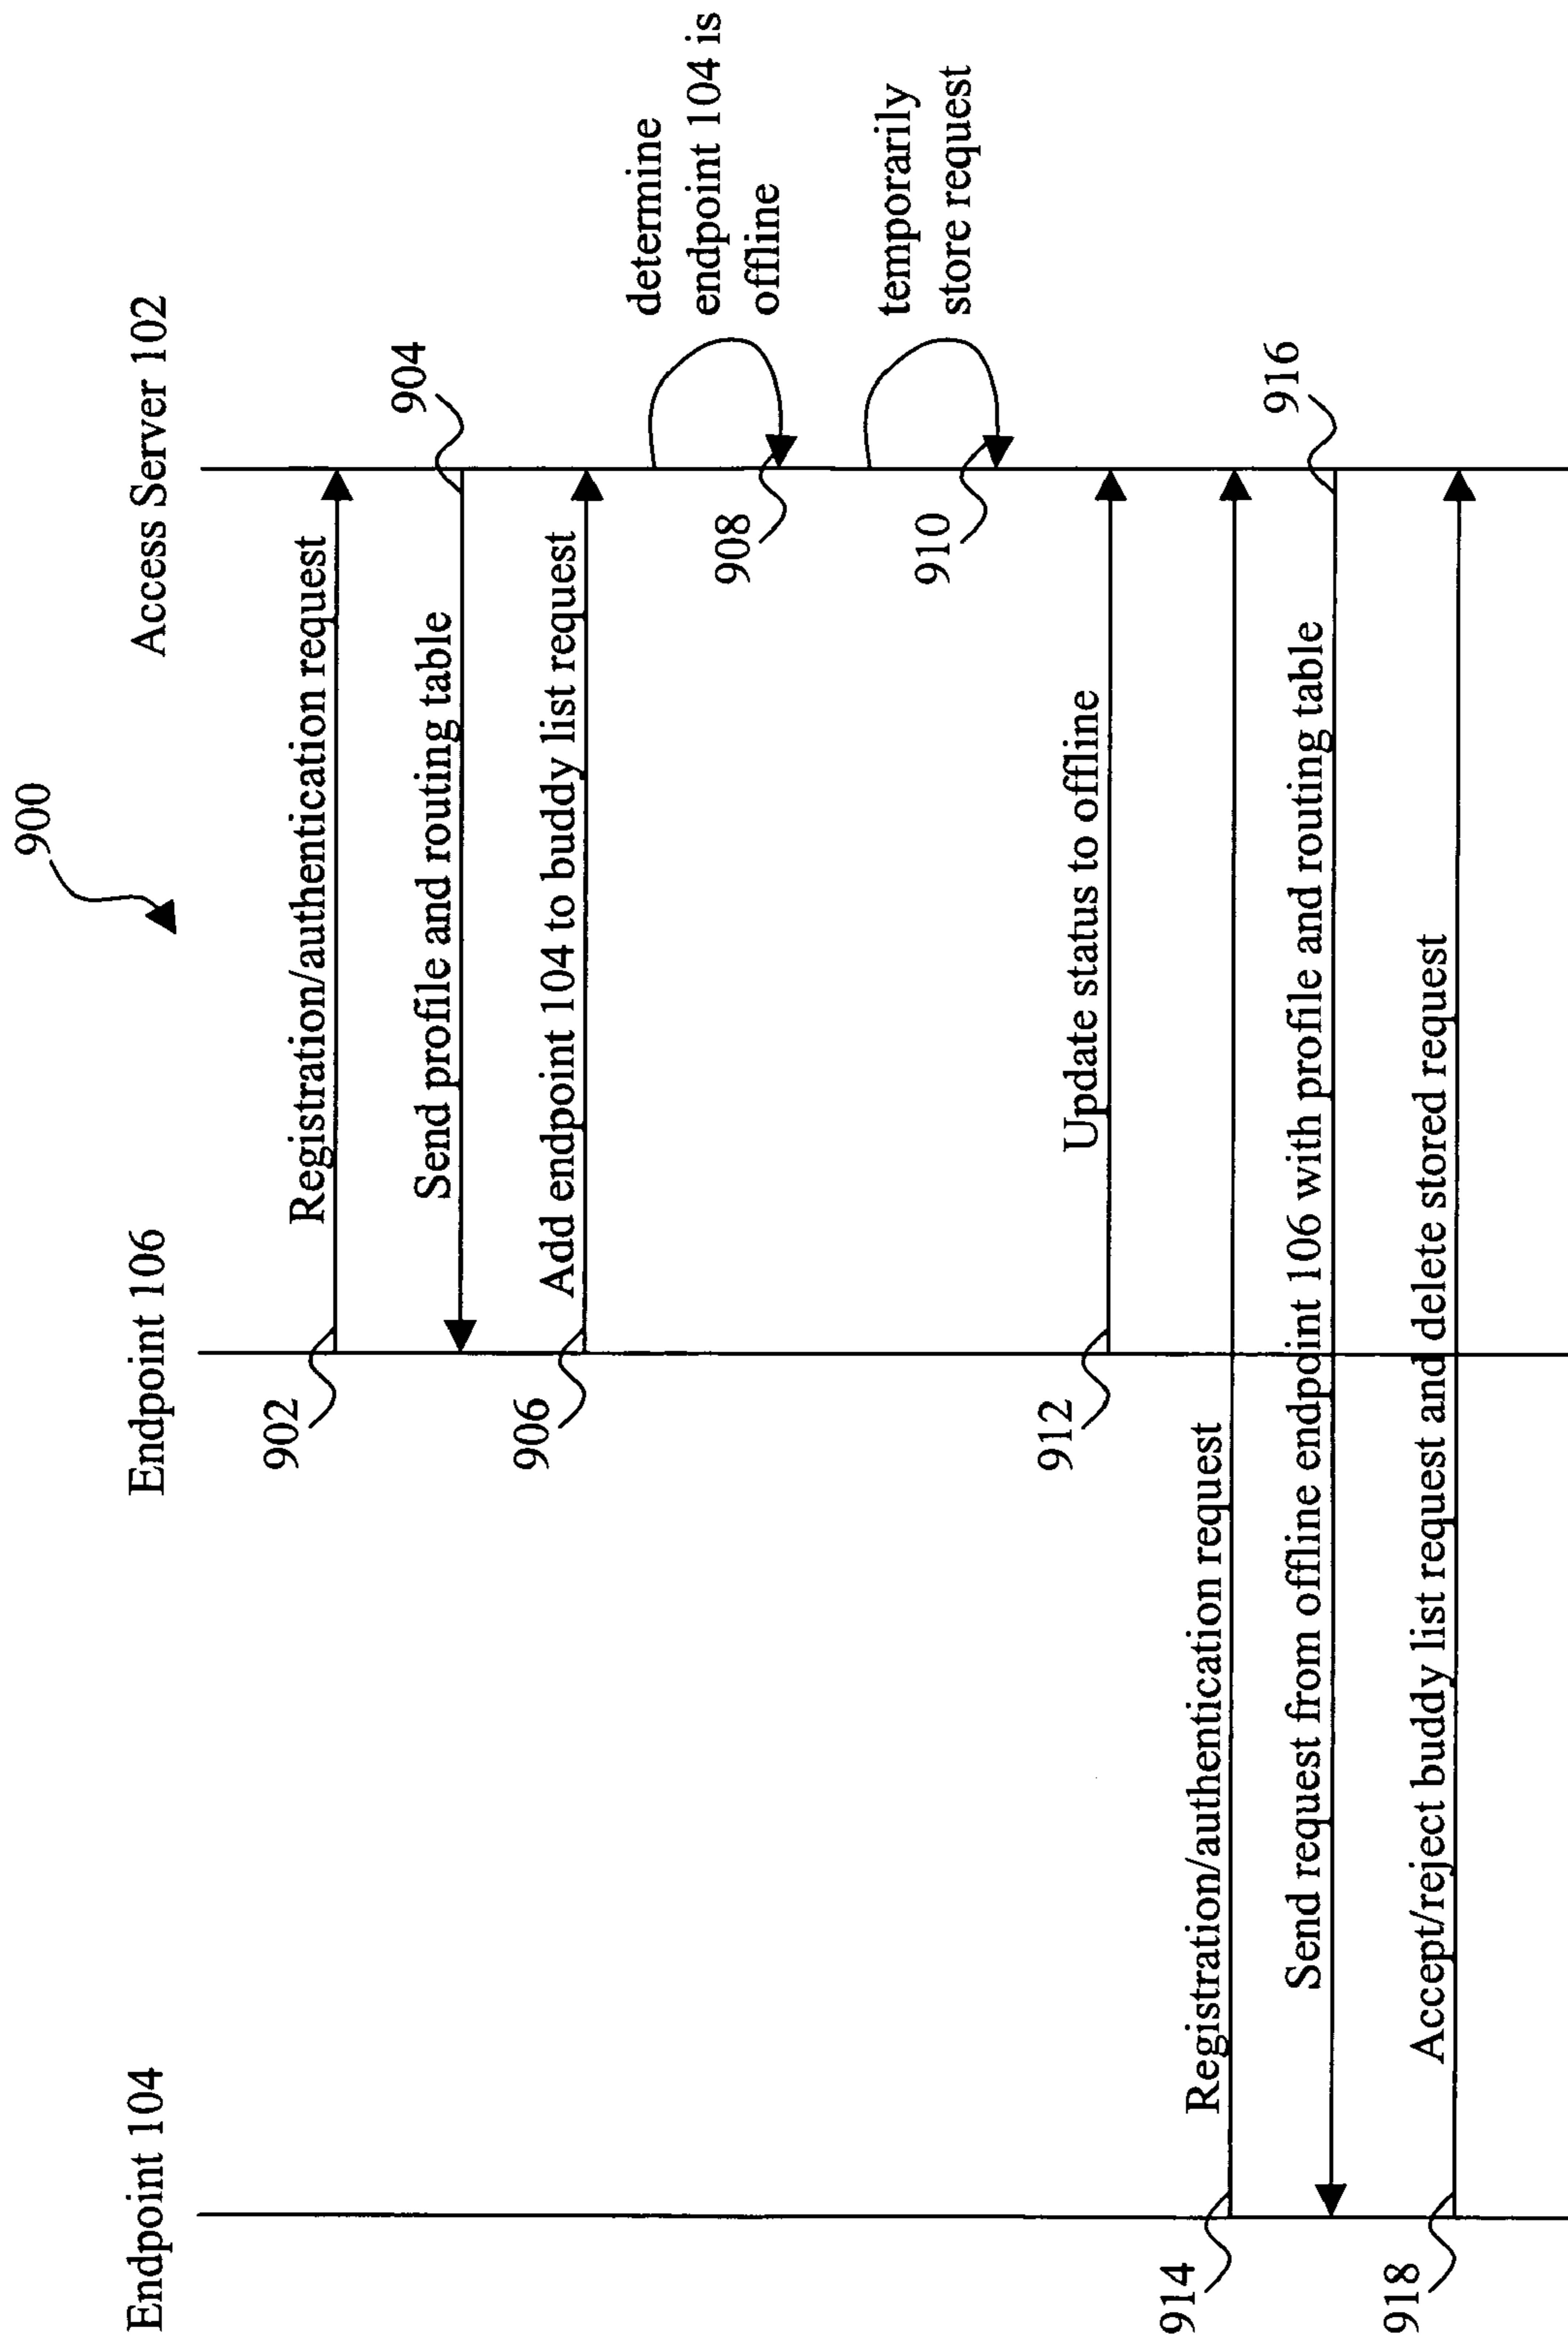 900
Endpoint 104
Endpoint 106
Access Server 102
902
Registration/authentication request
904
Send profile and routing table
906
Add endpoint 104 to buddy list request
determine
endpoint 104 is
offline
908
temporarily
store request
910
912
Update status to offline
914
Registration/authentication request
916
Send request from offline endpoint 106 with profile and routing table
918
Accept/reject buddy list request and delete stored request